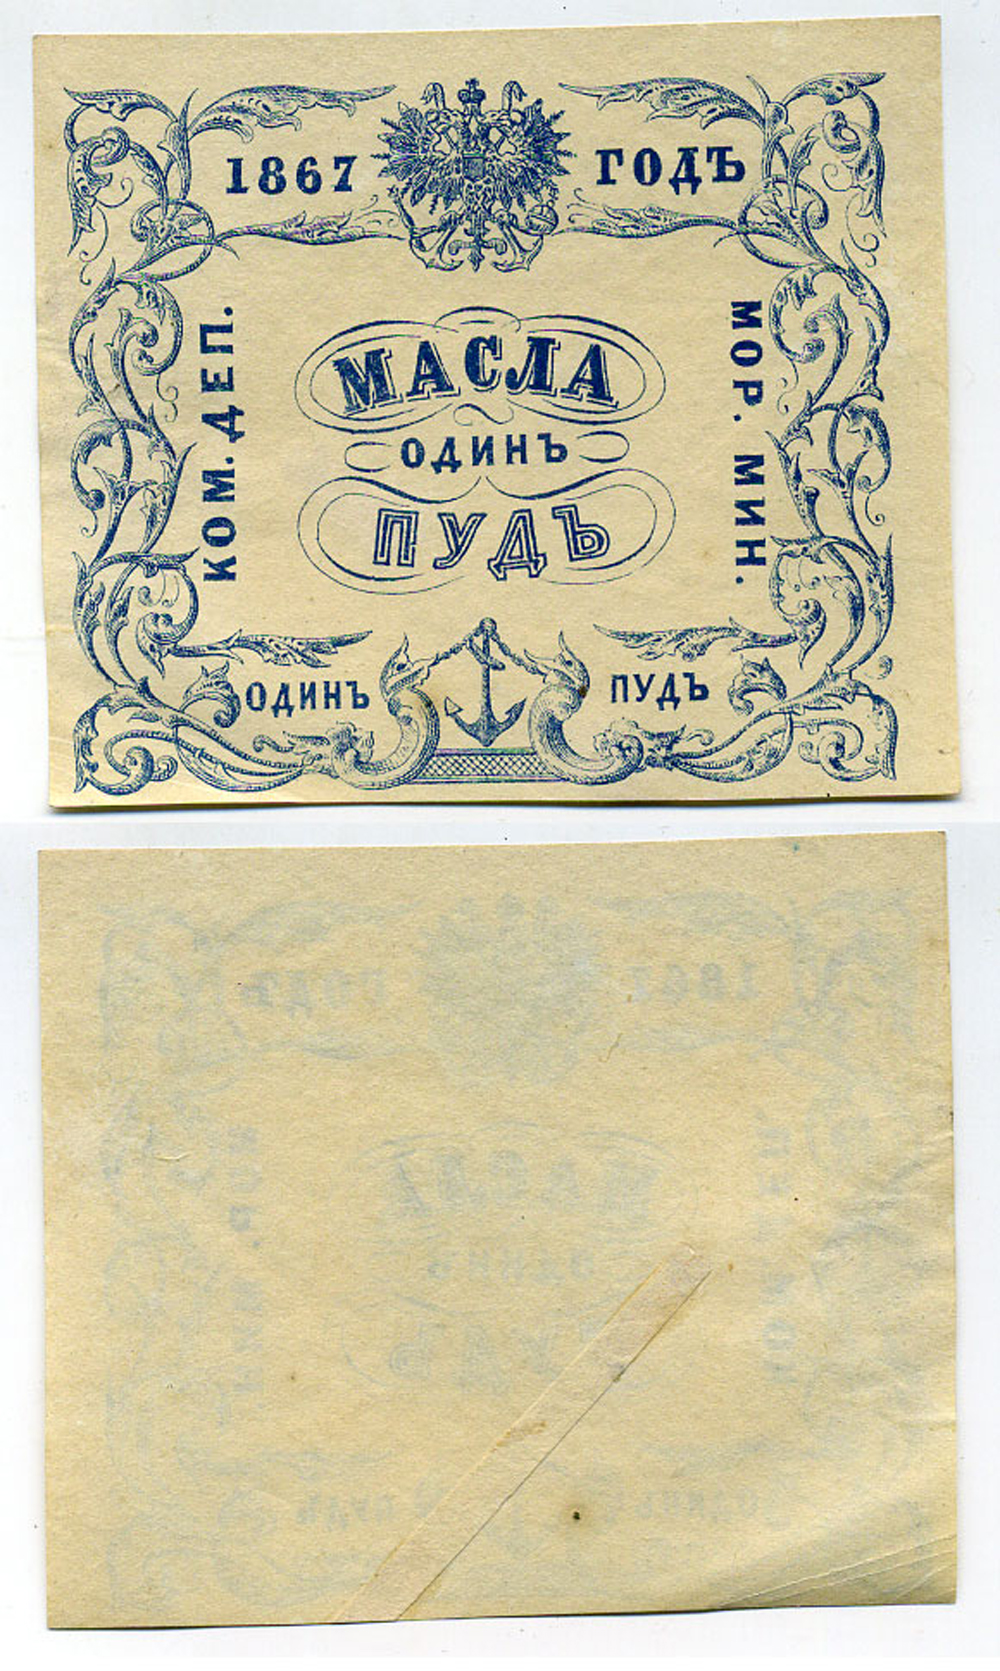 1867 ГОДЪ
КОМ. ДЕП.
МАСЛА
ОДИНЪ
ПУДЪ
МОР. МИН.
ОДИНЪ ПУДЪ